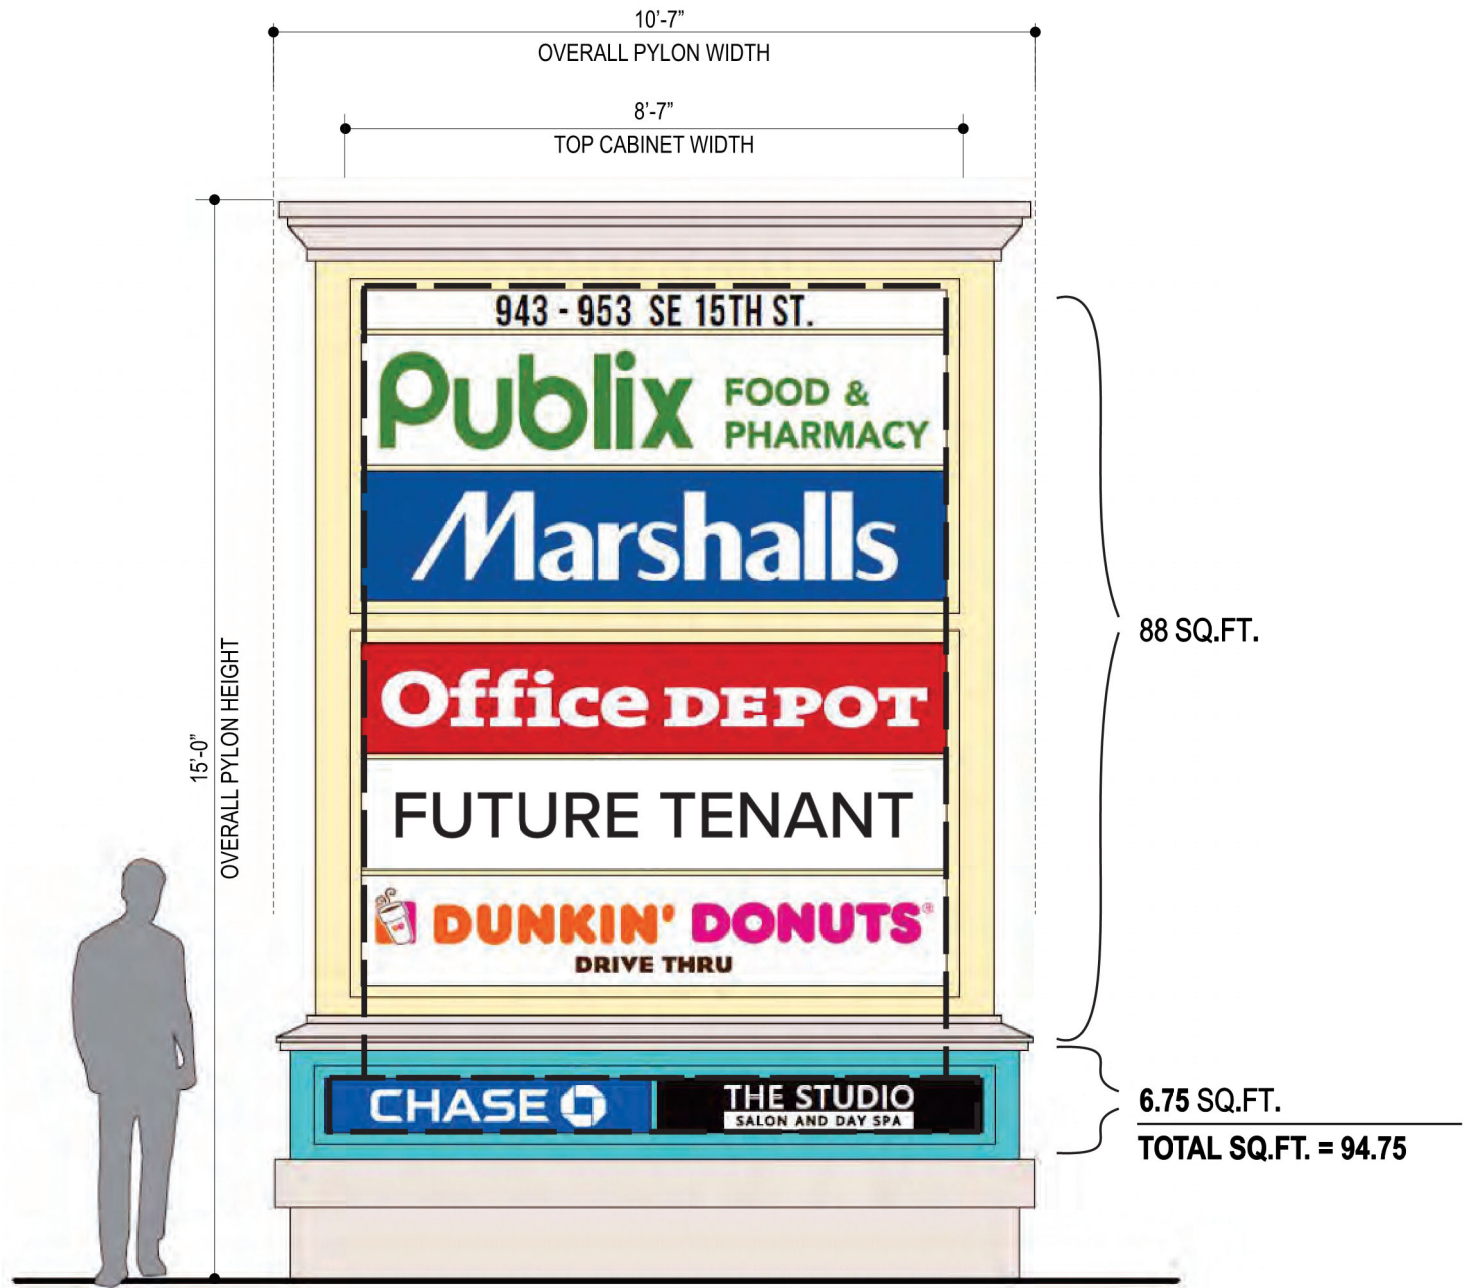 10'-7"
OVERALL PYLON WIDTH
8'-7"
TOP CABINET WIDTH
15'-0"
OVERALL PYLON HEIGHT
943 - 953 SE 15TH ST.
Publix FOOD &
PHARMACY
Marshalls
Office DEPOT
FUTURE TENANT
DUNKIN' DONUTS®
DRIVE THRU
88 SQ.FT.
CHASE
THE STUDIO
SALON AND DAY SPA
6.75 SQ.FT.
TOTAL SQ.FT. = 94.75